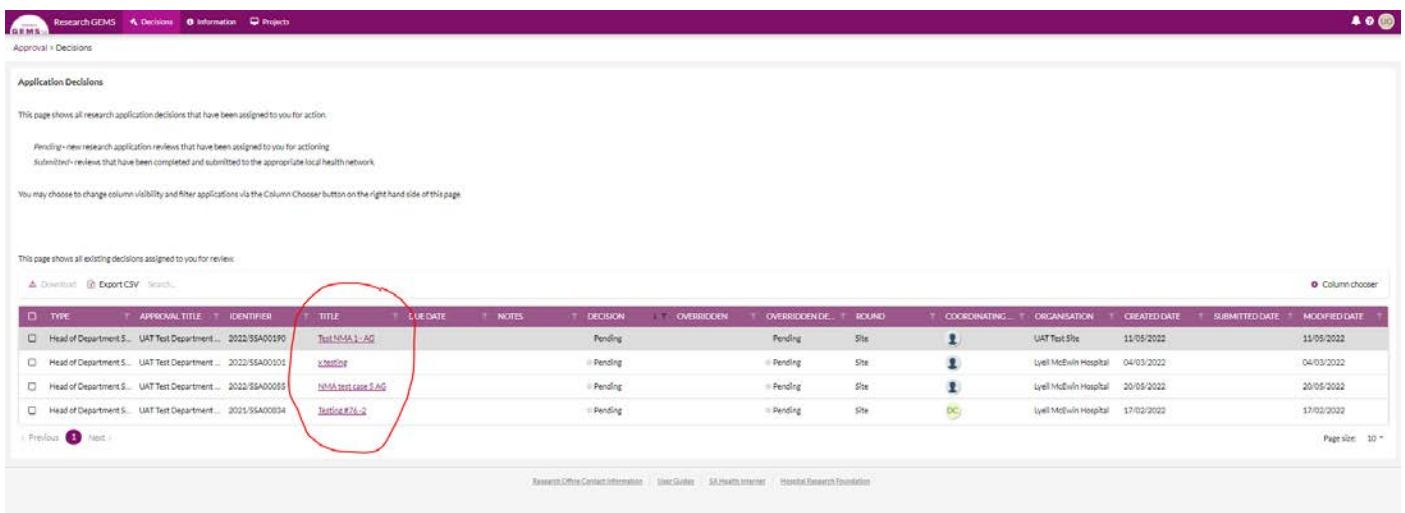 GEMS Research GEMS Decisions Information Projects UO
Approval > Decisions
Application Decisions
This page shows all research application decisions that have been assigned to you for action.
Pending- new research application reviews that have been assigned to you for actioning
Submitted- reviews that have been completed and submitted to the appropriate local health network
You may choose to change column visibility and filter applications via the Column Chooser button on the right hand side of this page
This page shows all existing decisions assigned to you for review.
Download Export CSV Search... Column chooser
TYPE APPROVAL TITLE IDENTIFIER TITLE DUE DATE NOTES DECISION OVERRIDDEN OVERRIDDEN DE... ROUND COORDINATING ... ORGANISATION CREATED DATE SUBMITTED DATE MODIFIED DATE
Head of Department S... UAT Test Department ... 2022/SSA00190 Test NMA 1 - AG Pending Pending Site UAT Test Site 11/05/2022 11/05/2022
Head of Department S... UAT Test Department ... 2022/SSA00101 x testing Pending Pending Site Lyell McEwin Hospital 04/03/2022 04/03/2022
Head of Department S... UAT Test Department ... 2022/SSA00055 NMA test case 5 AG Pending Pending Site Lyell McEwin Hospital 20/05/2022 20/05/2022
Head of Department S... UAT Test Department ... 2021/SSA00834 Testing #76 -2 Pending Pending Site DC Lyell McEwin Hospital 17/02/2022 17/02/2022
Previous 1 Next Page size: 10
Research Office Contact Information User Guides SA Health Internet Hospital Research Foundation